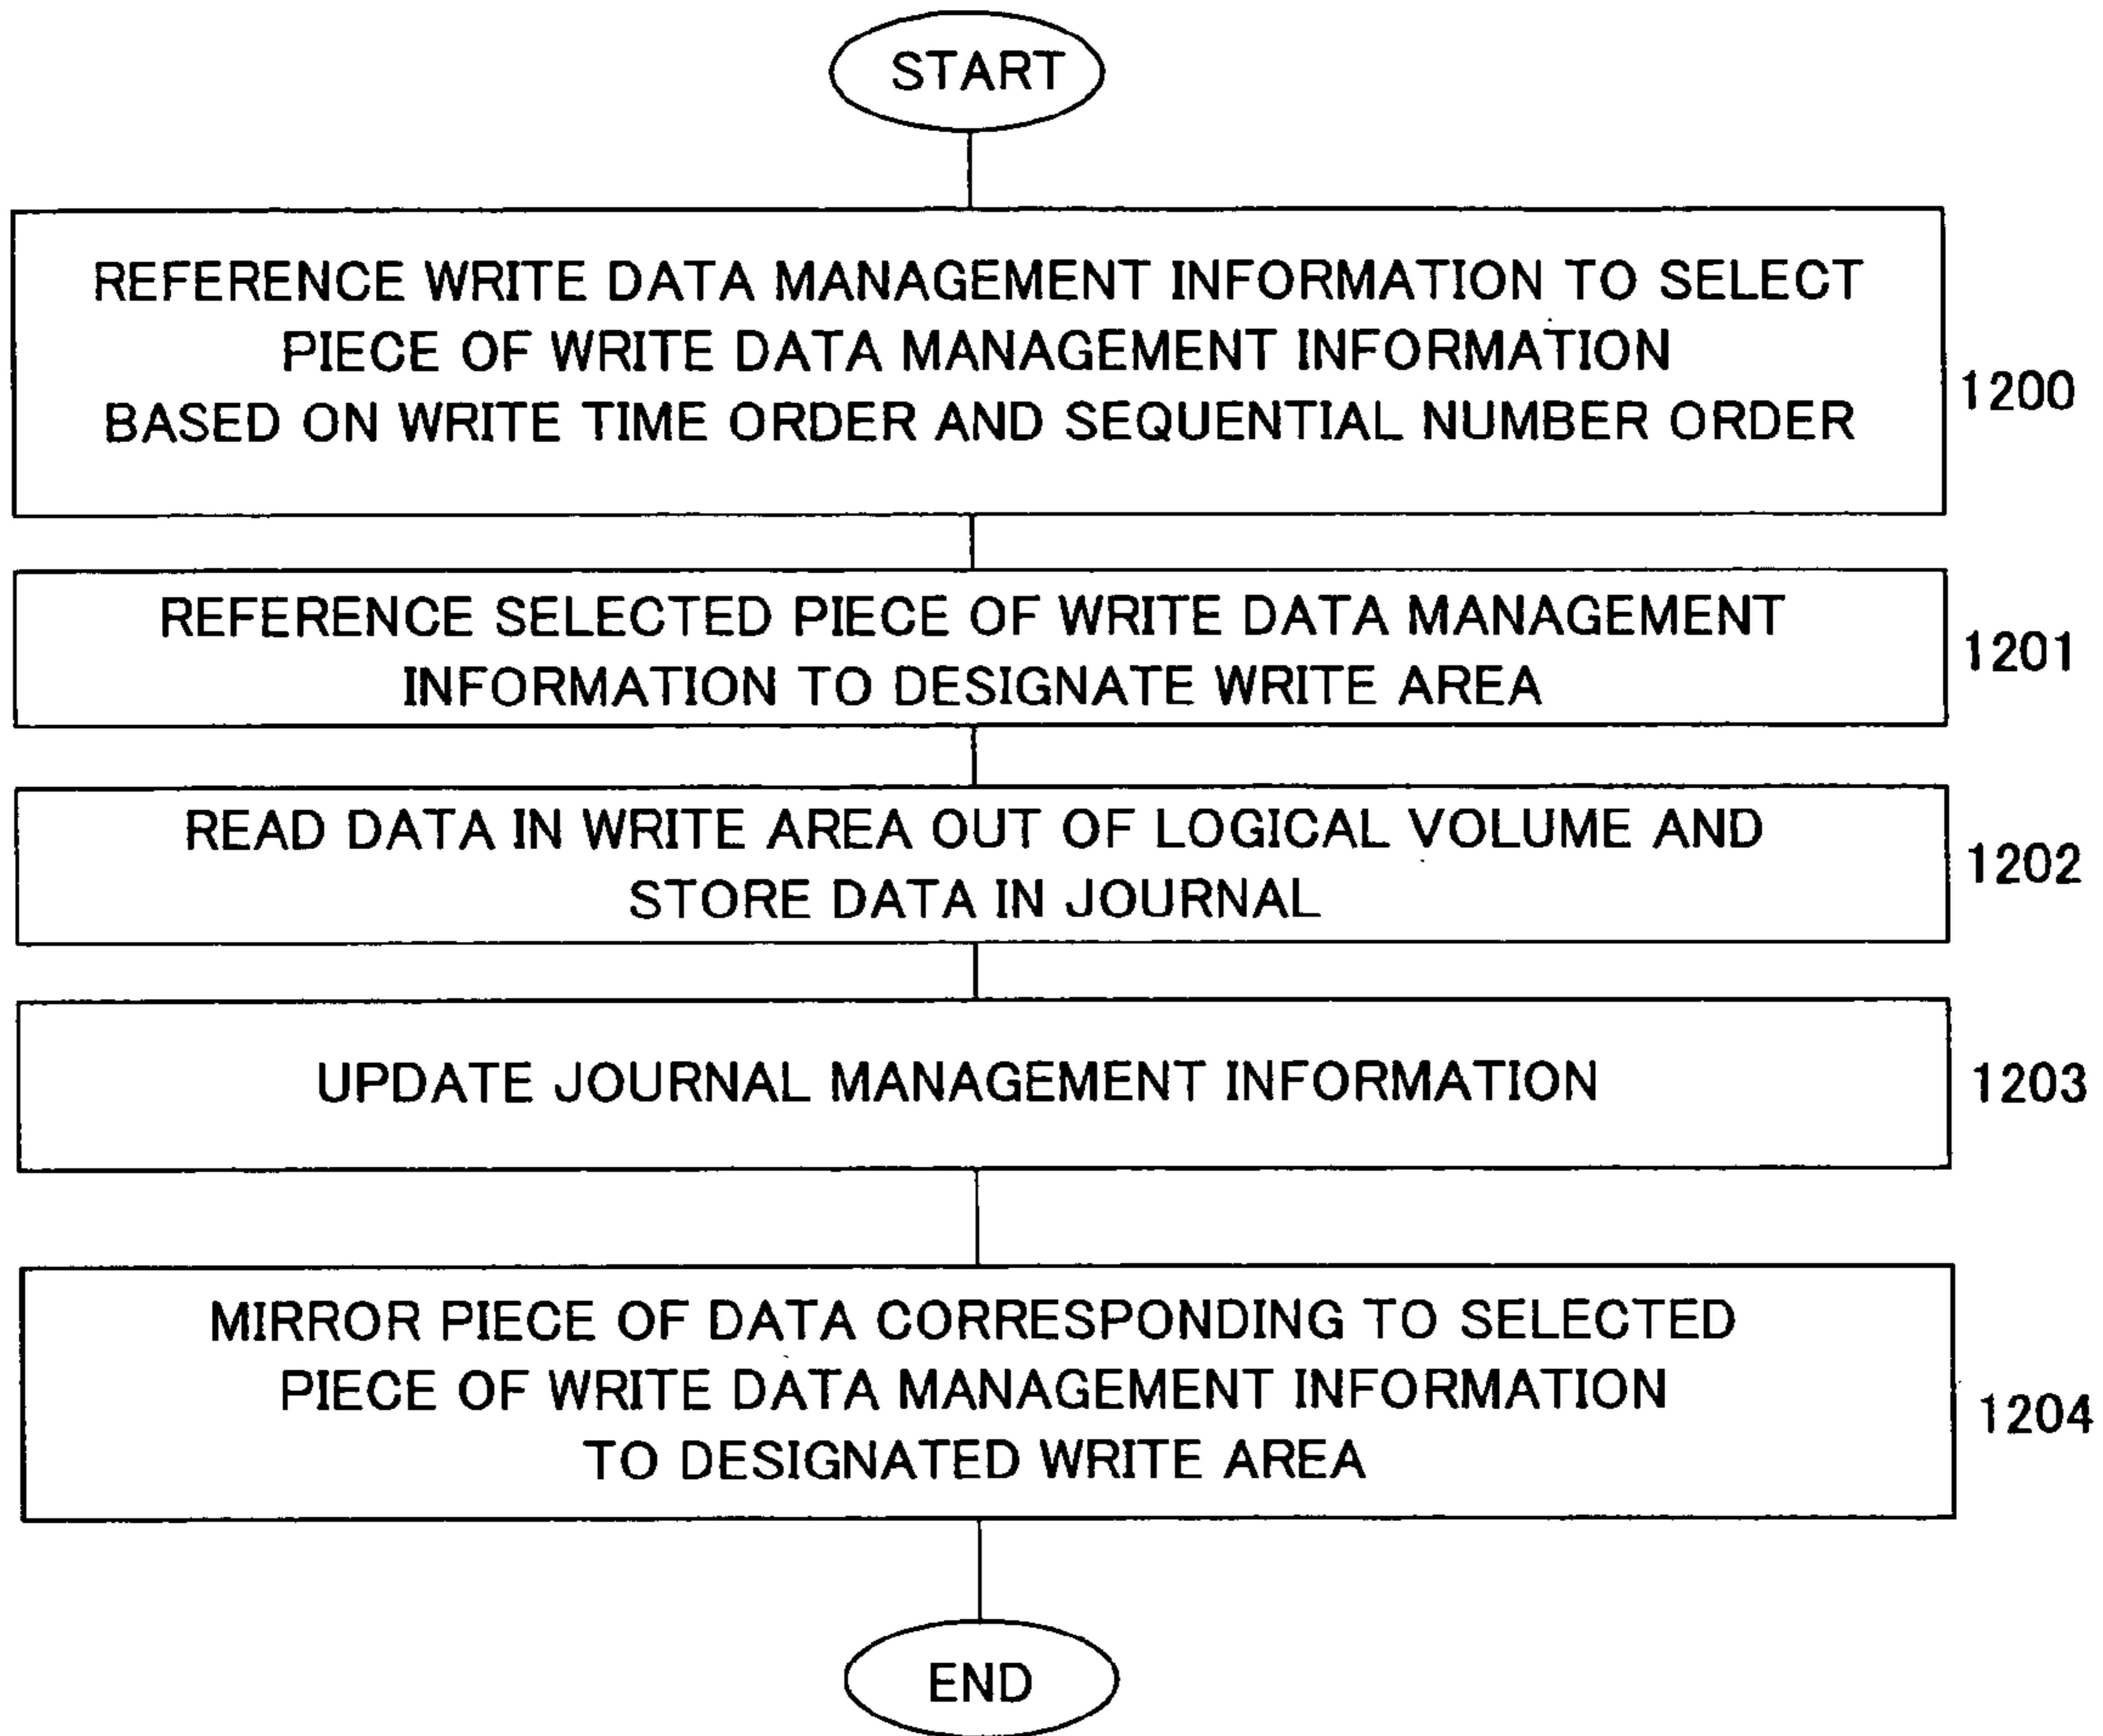 START
REFERENCE WRITE DATA MANAGEMENT INFORMATION TO SELECT
PIECE OF WRITE DATA MANAGEMENT INFORMATION
BASED ON WRITE TIME ORDER AND SEQUENTIAL NUMBER ORDER
1200
REFERENCE SELECTED PIECE OF WRITE DATA MANAGEMENT
INFORMATION TO DESIGNATE WRITE AREA
1201
READ DATA IN WRITE AREA OUT OF LOGICAL VOLUME AND
STORE DATA IN JOURNAL
1202
UPDATE JOURNAL MANAGEMENT INFORMATION
1203
MIRROR PIECE OF DATA CORRESPONDING TO SELECTED
PIECE OF WRITE DATA MANAGEMENT INFORMATION
TO DESIGNATED WRITE AREA
1204
END